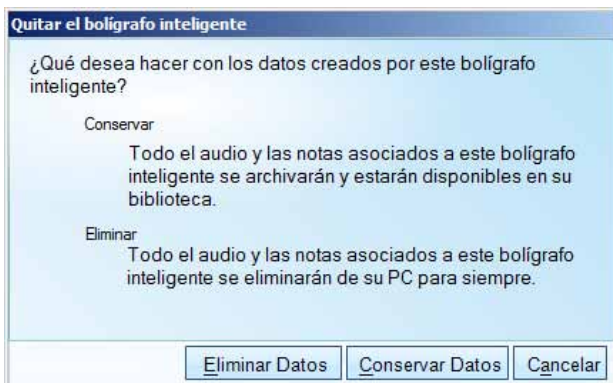 Quitar el bolígrafo inteligente
¿Qué desea hacer con los datos creados por este bolígrafo
inteligente?
Conservar
Todo el audio y las notas asociados a este bolígrafo
inteligente se archivarán y estarán disponibles en su
biblioteca.
Eliminar
Todo el audio y las notas asociados a este bolígrafo
inteligente se eliminarán de su PC para siempre.
Eliminar Datos Conservar Datos Cancelar